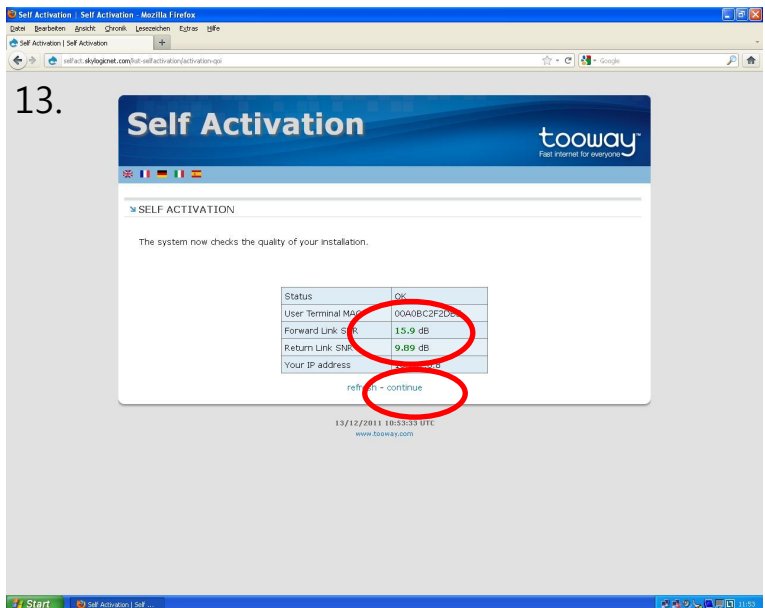 Self Activation | Self Activation - Mozilla Firefox
Datei Bearbeiten Ansicht Chronik Lesezeichen Extras Hilfe
Self Activation | Self Activation +
selfact.skylogicnet.com/kit-selfactivation/activation-qoi Google
13.
Self Activation
tooway™
Fast internet for everyone
SELF ACTIVATION
The system now checks the quality of your installation.
Status OK
User Terminal MAC
Forward Link SNR 15.9 dB
Return Link SNR 9.89 dB
Your IP address
refresh - continue
13/12/2011 10:53:33 UTC
www.tooway.com
Start Self Activation | Self ... 11:53